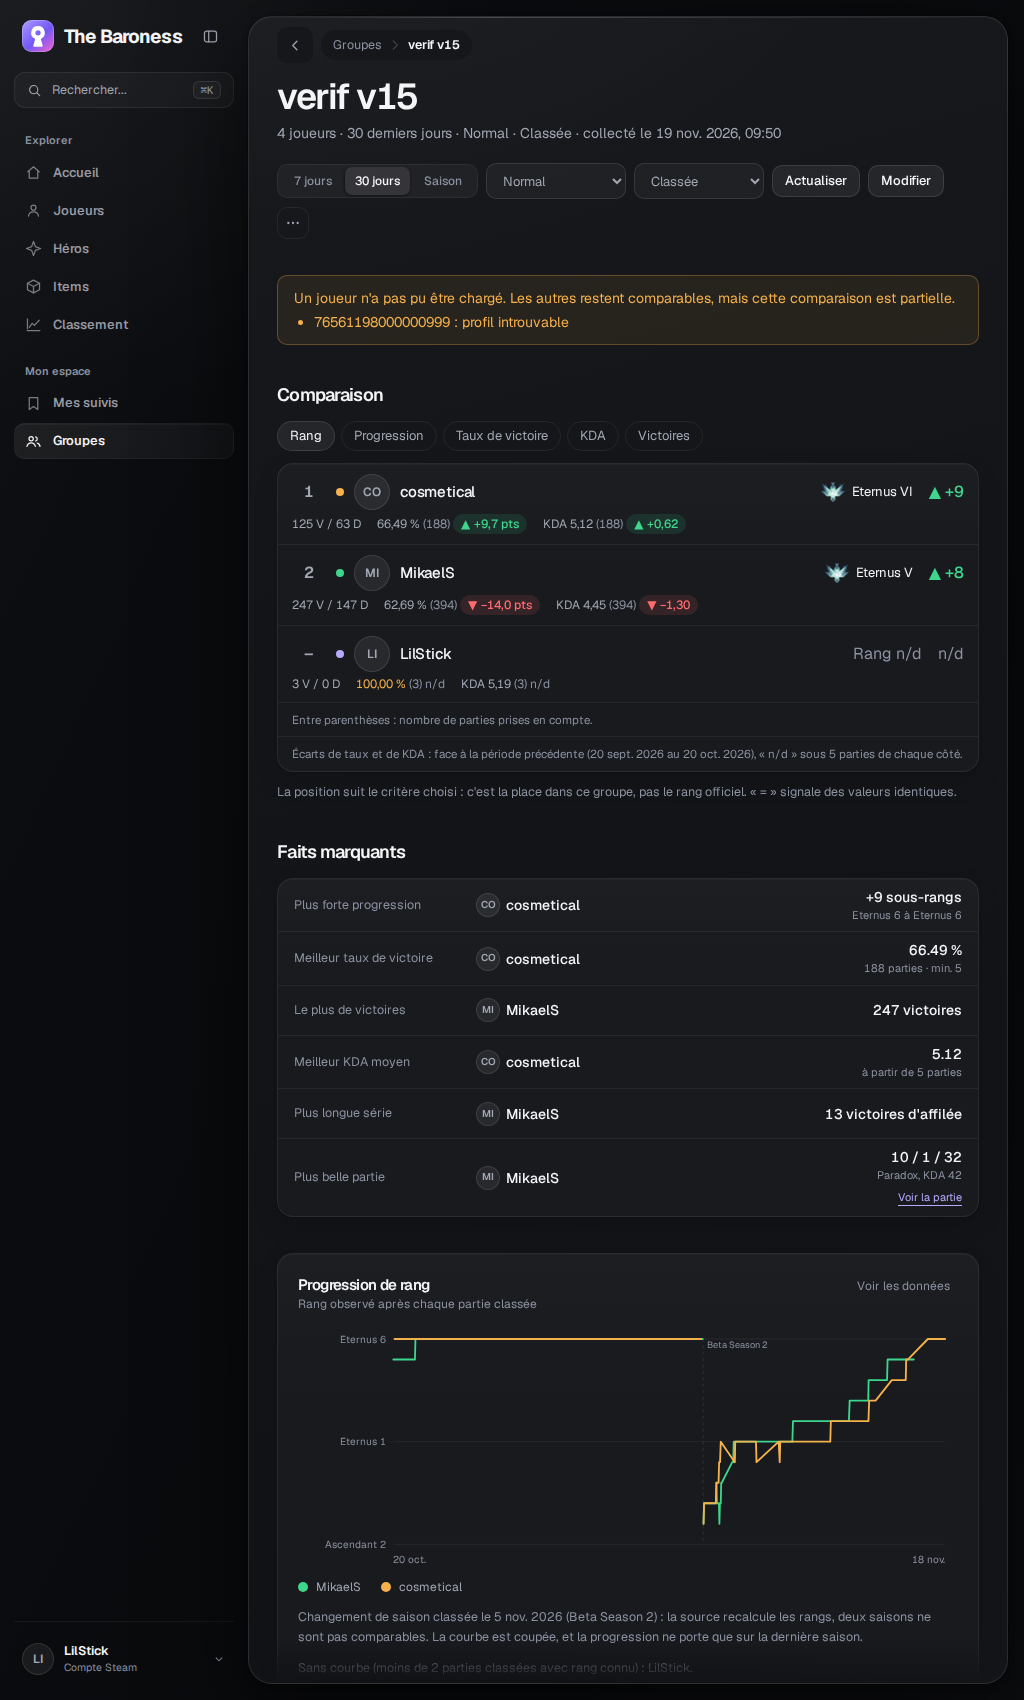 The Baroness
Rechercher...
⌘K
Explorer
Accueil
Joueurs
Héros
Items
Classement
Mon espace
Mes suivis
Groupes
Groupes
verif v15
verif v15
4 joueurs · 30 derniers jours · Normal · Classée · collecté le 19 nov. 2026, 09:50
7 jours
30 jours
Saison
Normal
Classée
Actualiser
Modifier
···
Un joueur n'a pas pu être chargé. Les autres restent comparables, mais cette comparaison est partielle.
• 76561198000000999 : profil introuvable
Comparaison
Rang
Progression
Taux de victoire
KDA
Victoires
1 CO cosmetical Eternus VI ▲ +9
125 V / 63 D 66,49 % (188) ▲ +9,7 pts KDA 5,12 (188) ▲ +0,62
2 MI MikaelS Eternus V ▲ +8
247 V / 147 D 62,69 % (394) ▼ −14,0 pts KDA 4,45 (394) ▼ −1,30
– LI LilStick Rang n/d n/d
3 V / 0 D 100,00 % (3) n/d KDA 5,19 (3) n/d
Entre parenthèses : nombre de parties prises en compte.
Écarts de taux et de KDA : face à la période précédente (20 sept. 2026 au 20 oct. 2026), « n/d » sous 5 parties de chaque côté.
La position suit le critère choisi : c'est la place dans ce groupe, pas le rang officiel. « = » signale des valeurs identiques.
Faits marquants
Plus forte progression CO cosmetical +9 sous-rangs
Eternus 6 à Eternus 6
Meilleur taux de victoire CO cosmetical 66.49 %
188 parties · min. 5
Le plus de victoires MI MikaelS 247 victoires
Meilleur KDA moyen CO cosmetical 5.12
à partir de 5 parties
Plus longue série MI MikaelS 13 victoires d'affilée
Plus belle partie MI MikaelS 10 / 1 / 32
Paradox, KDA 42
Voir la partie
Progression de rang
Voir les données
Rang observé après chaque partie classée
Eternus 6
Beta Season 2
Eternus 1
Ascendant 2
20 oct.
18 nov.
MikaelS
cosmetical
Changement de saison classée le 5 nov. 2026 (Beta Season 2) : la source recalcule les rangs, deux saisons ne
sont pas comparables. La courbe est coupée, et la progression ne porte que sur la dernière saison.
Sans courbe (moins de 2 parties classées avec rang connu) : LilStick.
LI
LilStick
Compte Steam